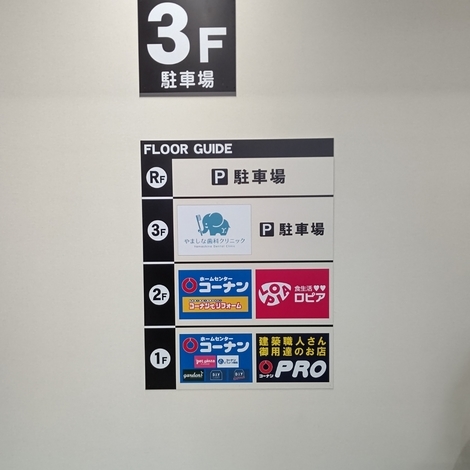 3F
駐車場
FLOOR GUIDE
RF
P 駐車場
3F
やましな歯科クリニック
P 駐車場
2F
ホームセンター
コーナン
コーナンでリフォーム
食生活♥♥
ロピア
1F
ホームセンター
コーナン
建築職人さん
御用達のお店
コーナン PRO